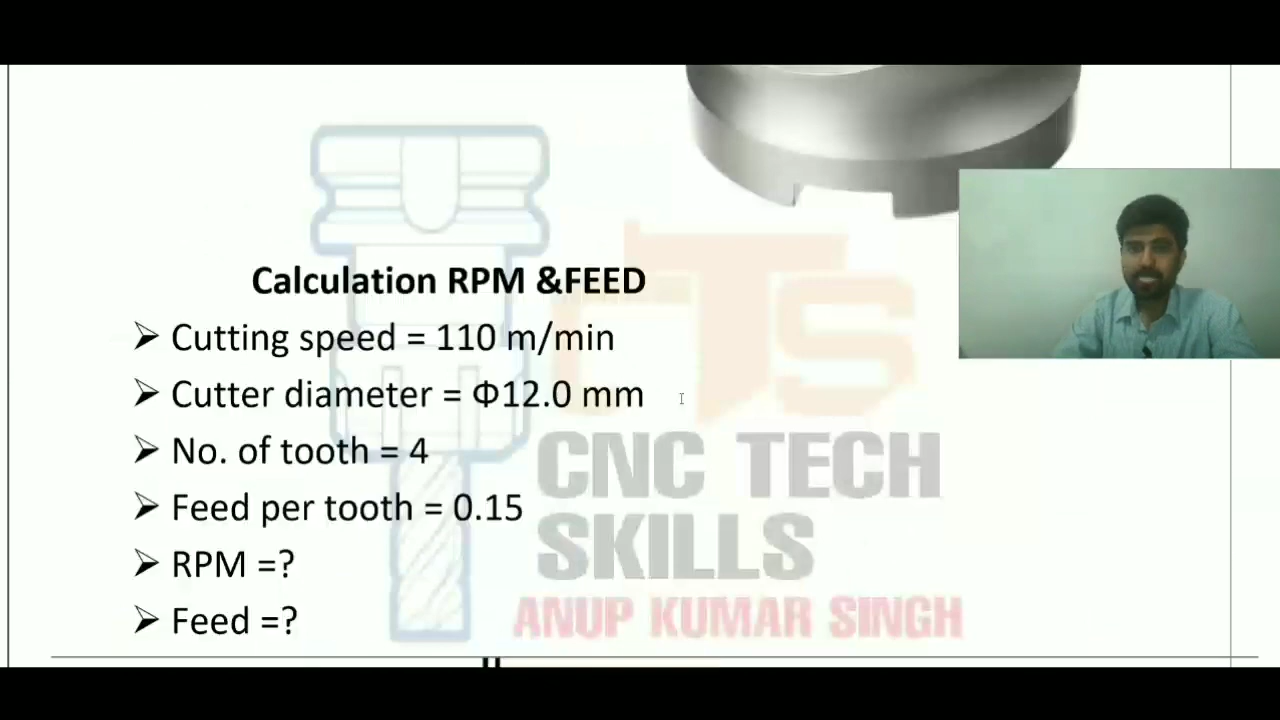 Calculation RPM &FEED
➢ Cutting speed = 110 m/min
➢ Cutter diameter = Φ12.0 mm
➢ No. of tooth = 4
➢ Feed per tooth = 0.15
➢ RPM =?
➢ Feed =?
CTS
CNC TECH
SKILLS
ANUP KUMAR SINGH